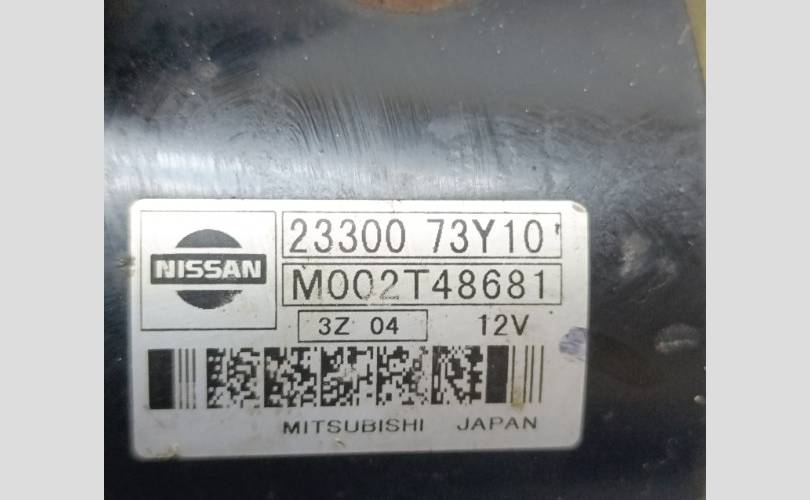 NISSAN
23300 73Y10
M002T48681
3Z 04
12V
MITSUBISHI JAPAN